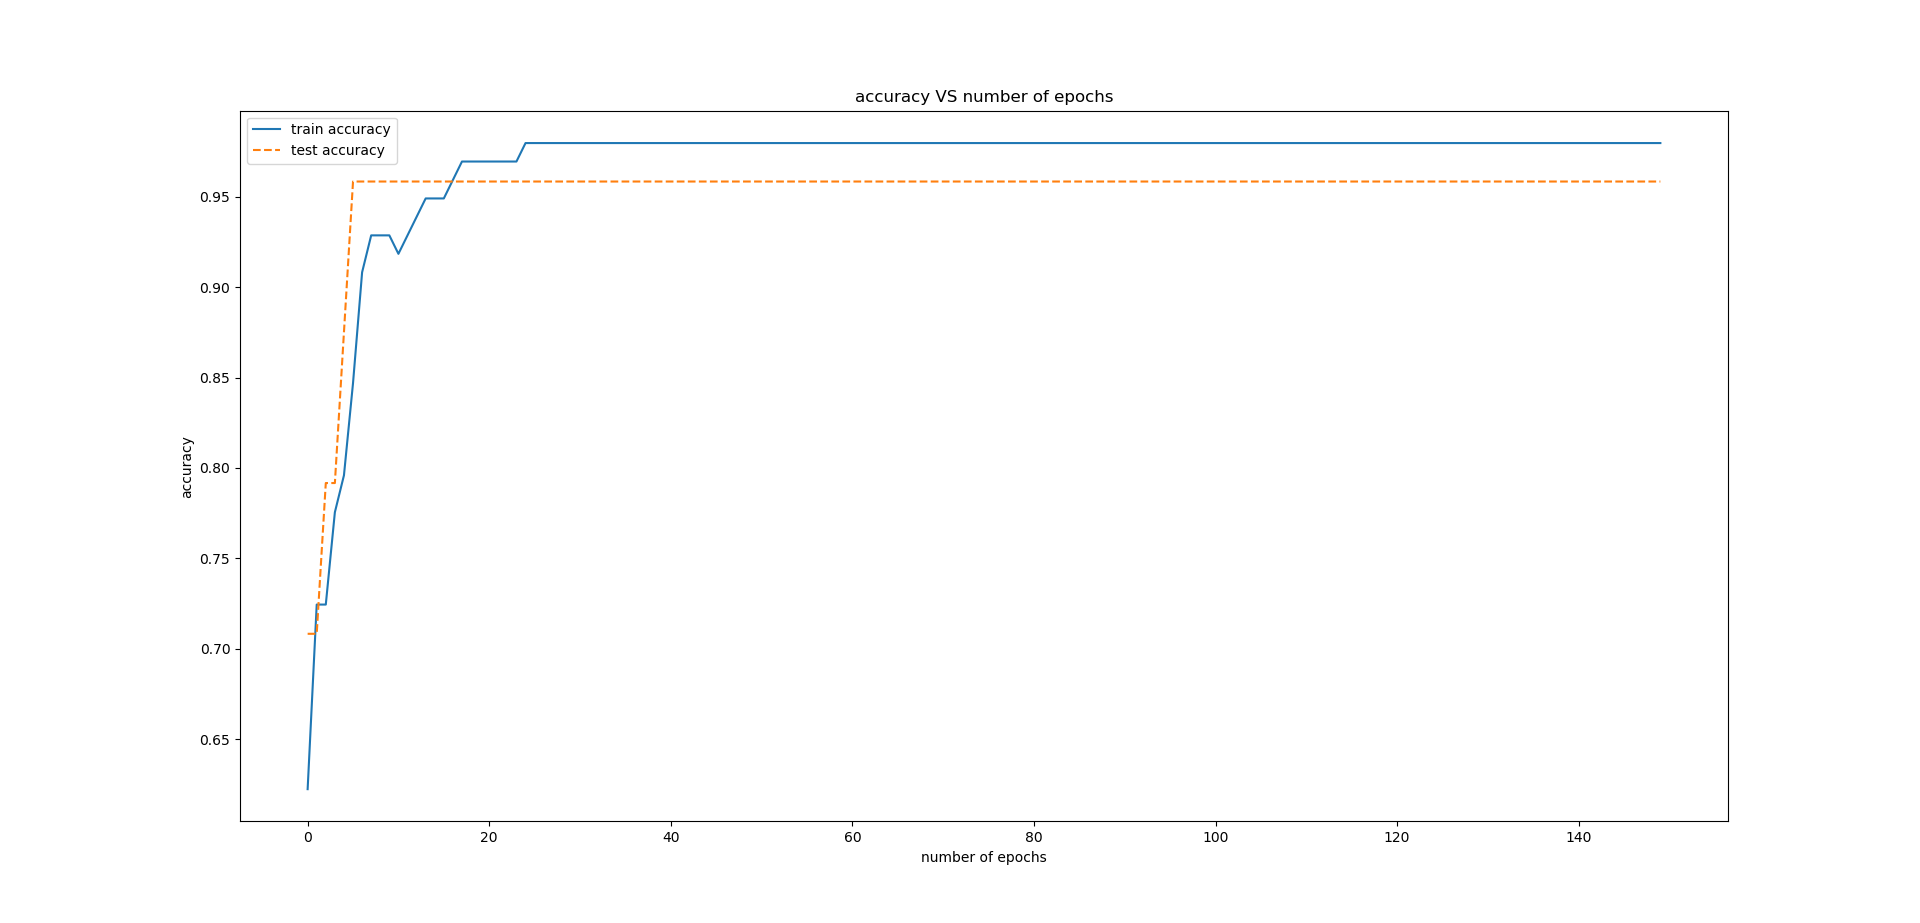 accuracy VS number of epochs
train accuracy
test accuracy
0.95
0.90
0.85
0.80
0.75
0.70
0.65
accuracy
0 20 40 60 80 100 120 140
number of epochs